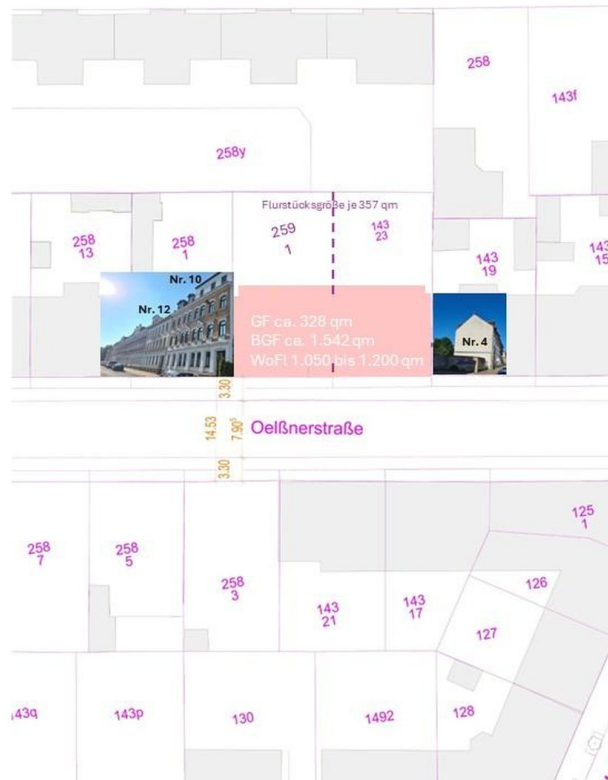 258
143f
258y
Flurstücksgröße je 357 qm
259
1
143
23
258
13
258
1
143
19
143
15
Nr. 10
Nr. 12
GF ca. 328 qm
BGF ca. 1.542 qm
WoFl 1.050 bis 1.200 qm
Nr. 4
3.30
14.53
7.90⁵
3.30
Oelßnerstraße
125
1
258
7
258
5
258
3
143
21
143
17
126
127
43q
143p
130
1492
128